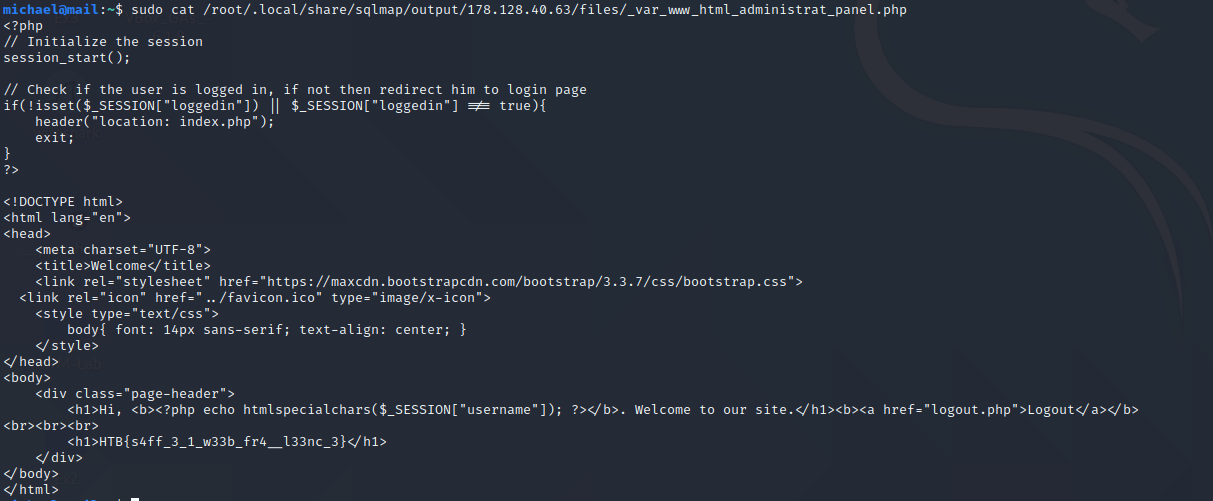 michael@mail:~$ sudo cat /root/.local/share/sqlmap/output/178.128.40.63/files/_var_www_html_administrat_panel.php
<?php
// Initialize the session
session_start();

// Check if the user is logged in, if not then redirect him to login page
if(!isset($_SESSION["loggedin"]) || $_SESSION["loggedin"] !== true){
    header("location: index.php");
    exit;
}
?>

<!DOCTYPE html>
<html lang="en">
<head>
    <meta charset="UTF-8">
    <title>Welcome</title>
    <link rel="stylesheet" href="https://maxcdn.bootstrapcdn.com/bootstrap/3.3.7/css/bootstrap.css">
  <link rel="icon" href="../favicon.ico" type="image/x-icon">
    <style type="text/css">
        body{ font: 14px sans-serif; text-align: center; }
    </style>
</head>
<body>
    <div class="page-header">
        <h1>Hi, <b><?php echo htmlspecialchars($_SESSION["username"]); ?></b>. Welcome to our site.</h1><b><a href="logout.php">Logout</a></b>
<br><br><br>
        <h1>HTB{s4ff_3_1_w33b_fr4__l33nc_3}</h1>
    </div>
</body>
</html>